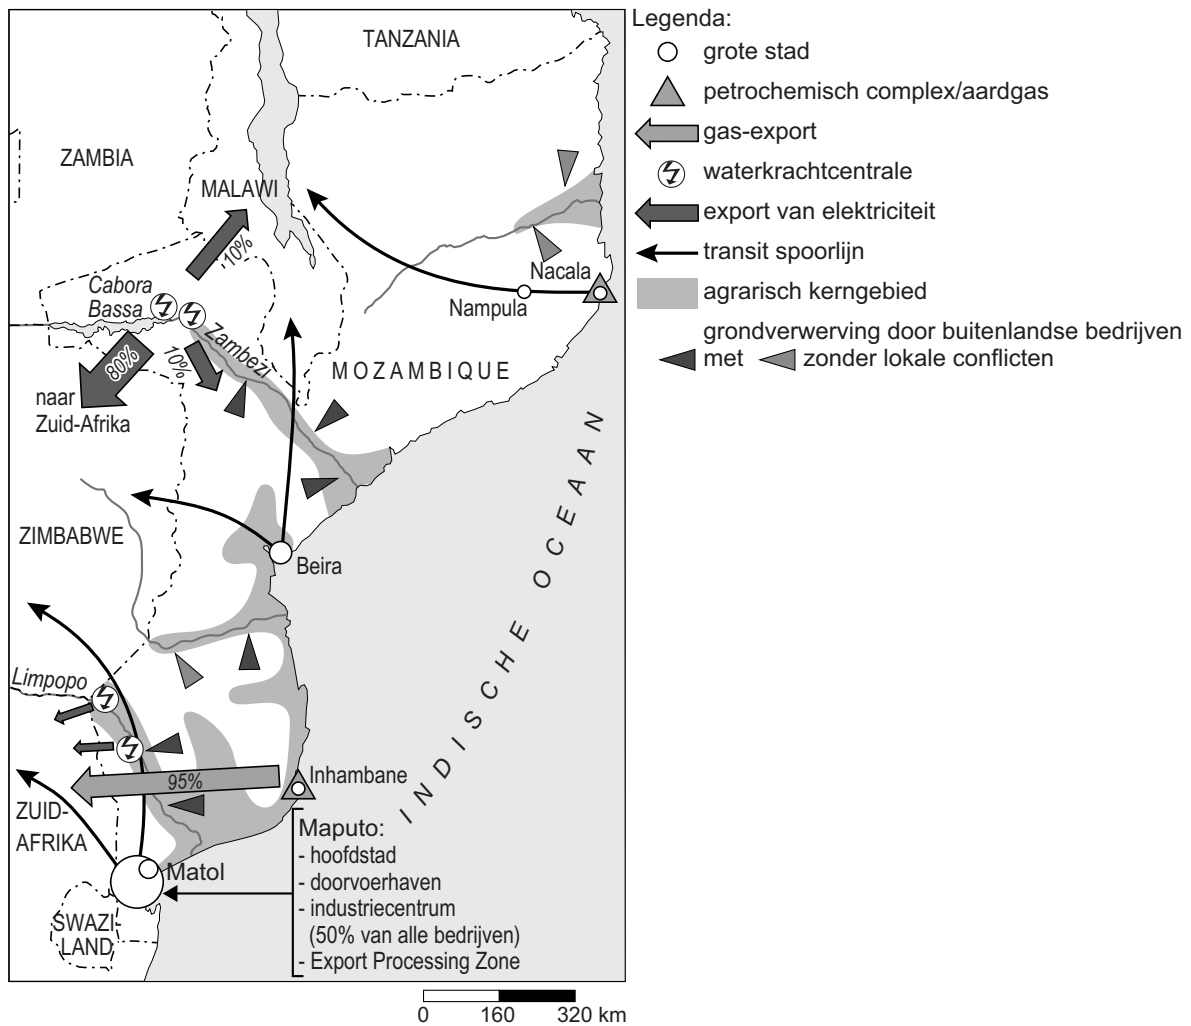 TANZANIA
ZAMBIA
MALAWI
10%
Nacala
Nampula
Cabora
Bassa
Zambezi
80%
10%
MOZAMBIQUE
naar
Zuid-Afrika
ZIMBABWE
Beira
INDISCHE OCEAAN
Limpopo
95%
Inhambane
ZUID-
AFRIKA
Matol
SWAZI-
LAND
Maputo:
- hoofdstad
- doorvoerhaven
- industriecentrum
(50% van alle bedrijven)
- Export Processing Zone
0 160 320 km
Legenda:
grote stad
petrochemisch complex/aardgas
gas-export
waterkrachtcentrale
export van elektriciteit
transit spoorlijn
agrarisch kerngebied
grondverwerving door buitenlandse bedrijven
met zonder lokale conflicten